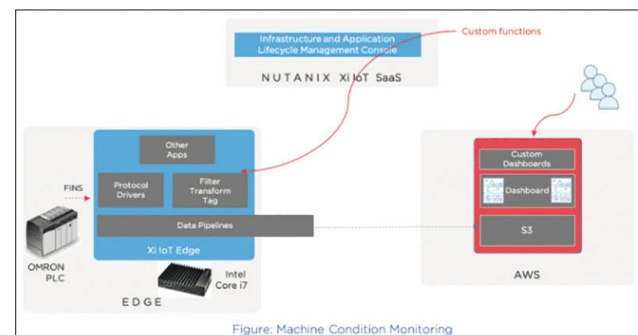 Infrastructure and Application
Lifecycle Management Console
NUTANIX Xi IoT SaaS
Custom functions
Other
Apps
Protocol
Drivers
Filter
Transform
Tag
FINS
Data Pipelines
Xi IoT Edge
OMRON
PLC
Intel
Core i7
EDGE
Custom
Dashboards
Dashboard
S3
AWS
Figure: Machine Condition Monitoring